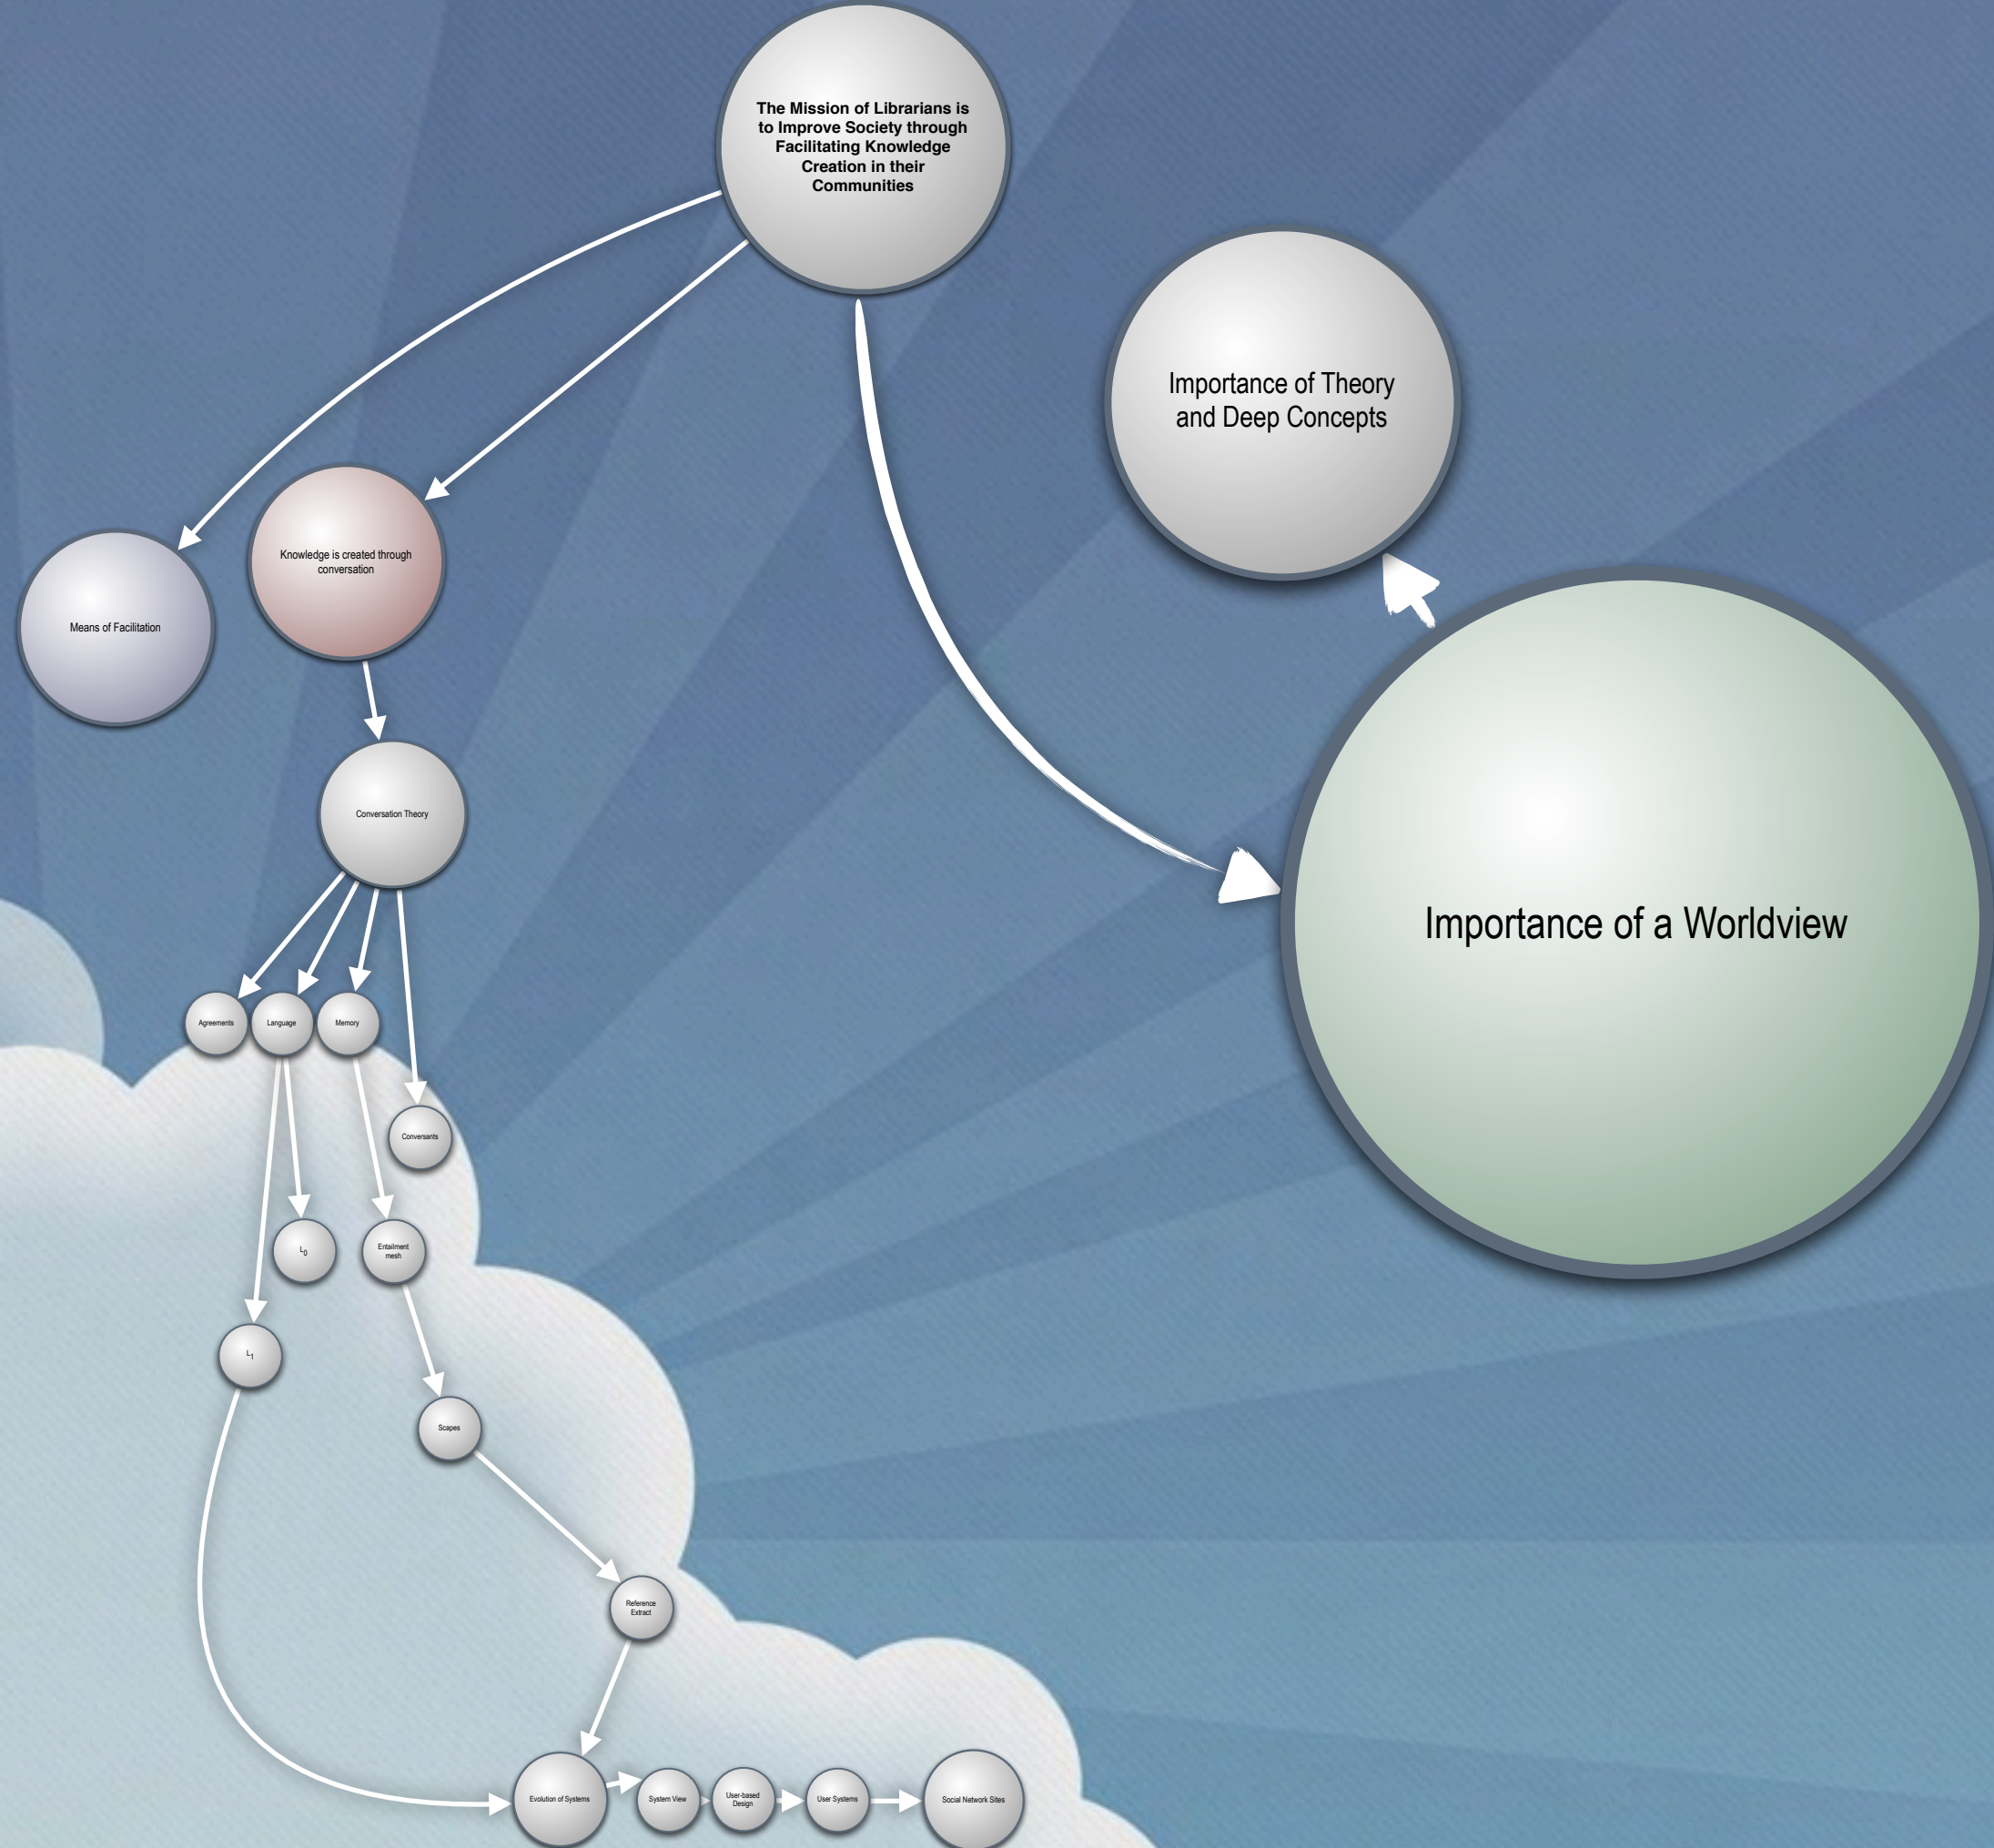 The Mission of Librarians is
to Improve Society through
Facilitating Knowledge
Creation in their
Communities
Importance of Theory
and Deep Concepts
Knowledge is created through
conversation
Means of Facilitation
Conversation Theory
Importance of a Worldview
Agreements
Language
Memory
Conversants
L0
Entailment
mesh
L1
Scapes
Reference
Extract
Evolution of Systems
System View
User-based
Design
User Systems
Social Network Sites